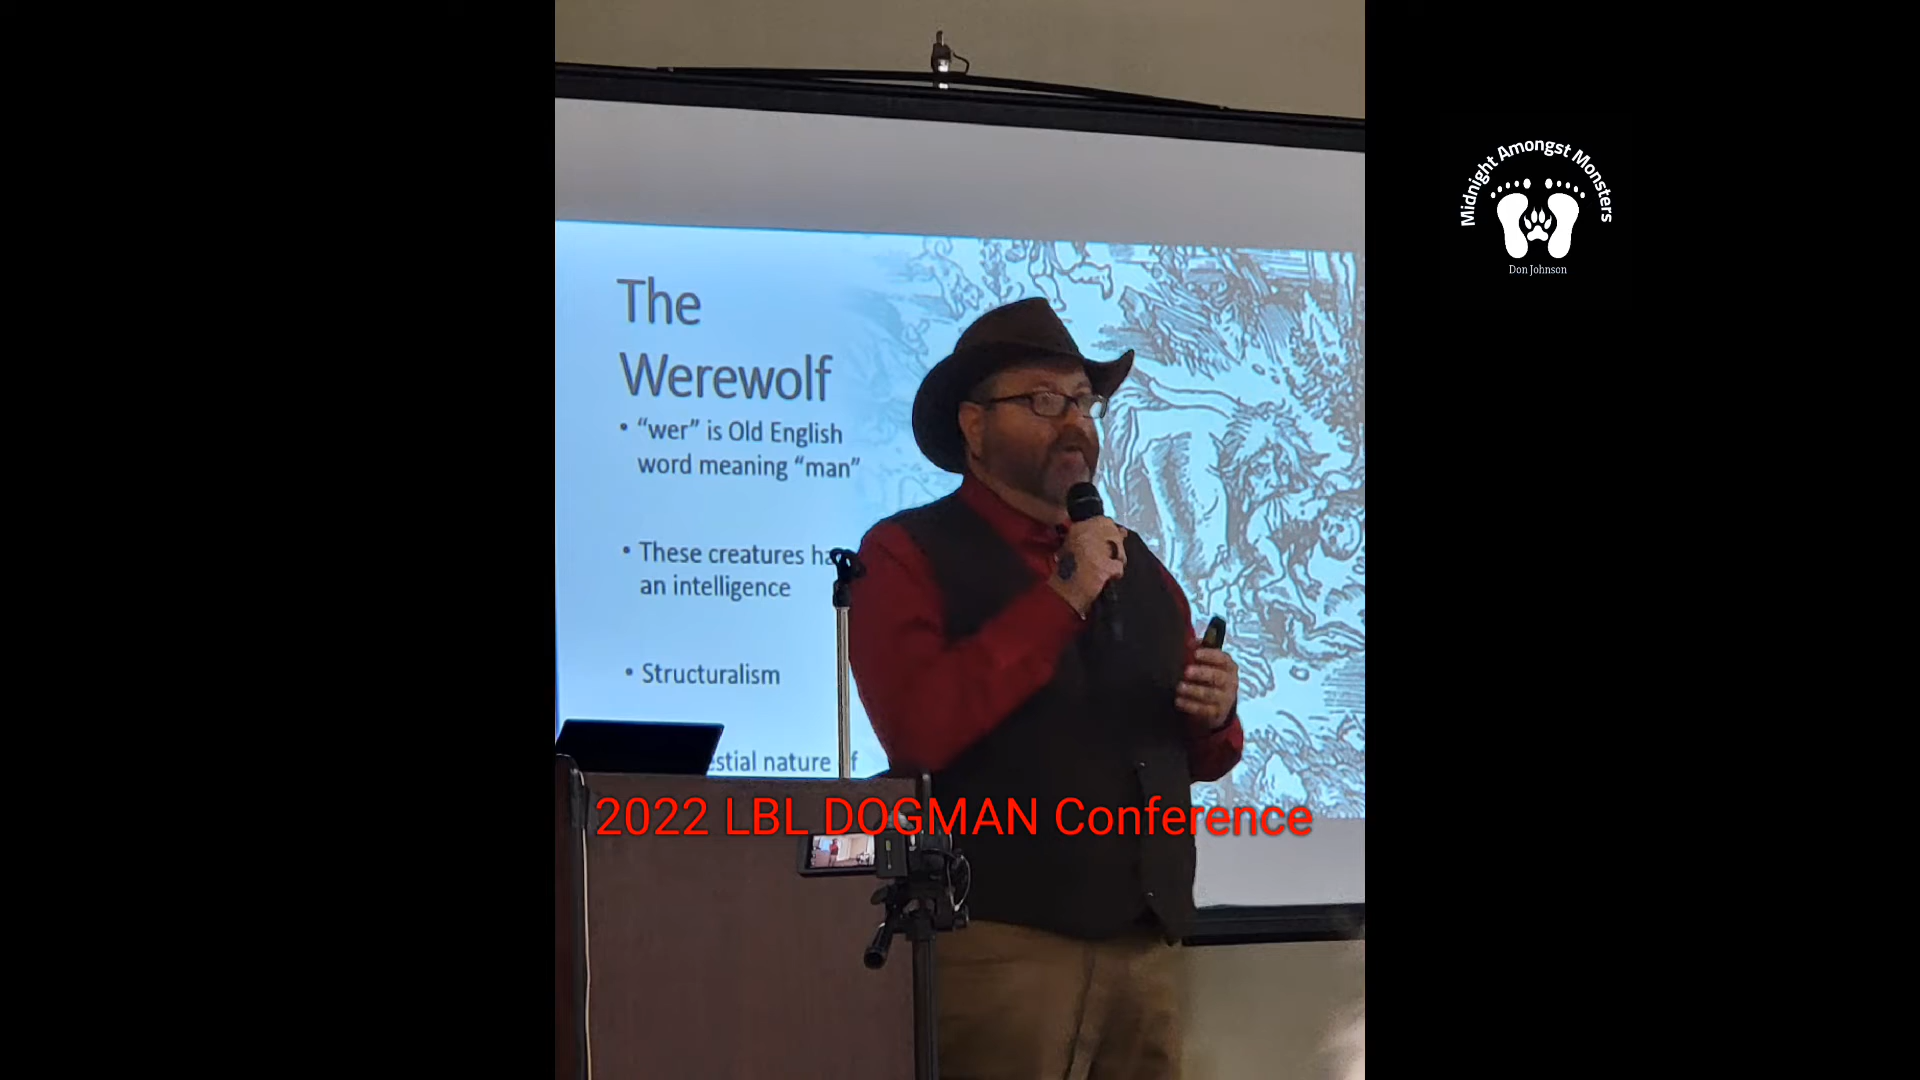 The
Werewolf
• “wer” is Old English
word meaning “man”
• These creatures
an intelligence
• Structuralism
nature
2022 LBL DOGMAN Conference
Midnight Amongst Monsters
Don Johnson